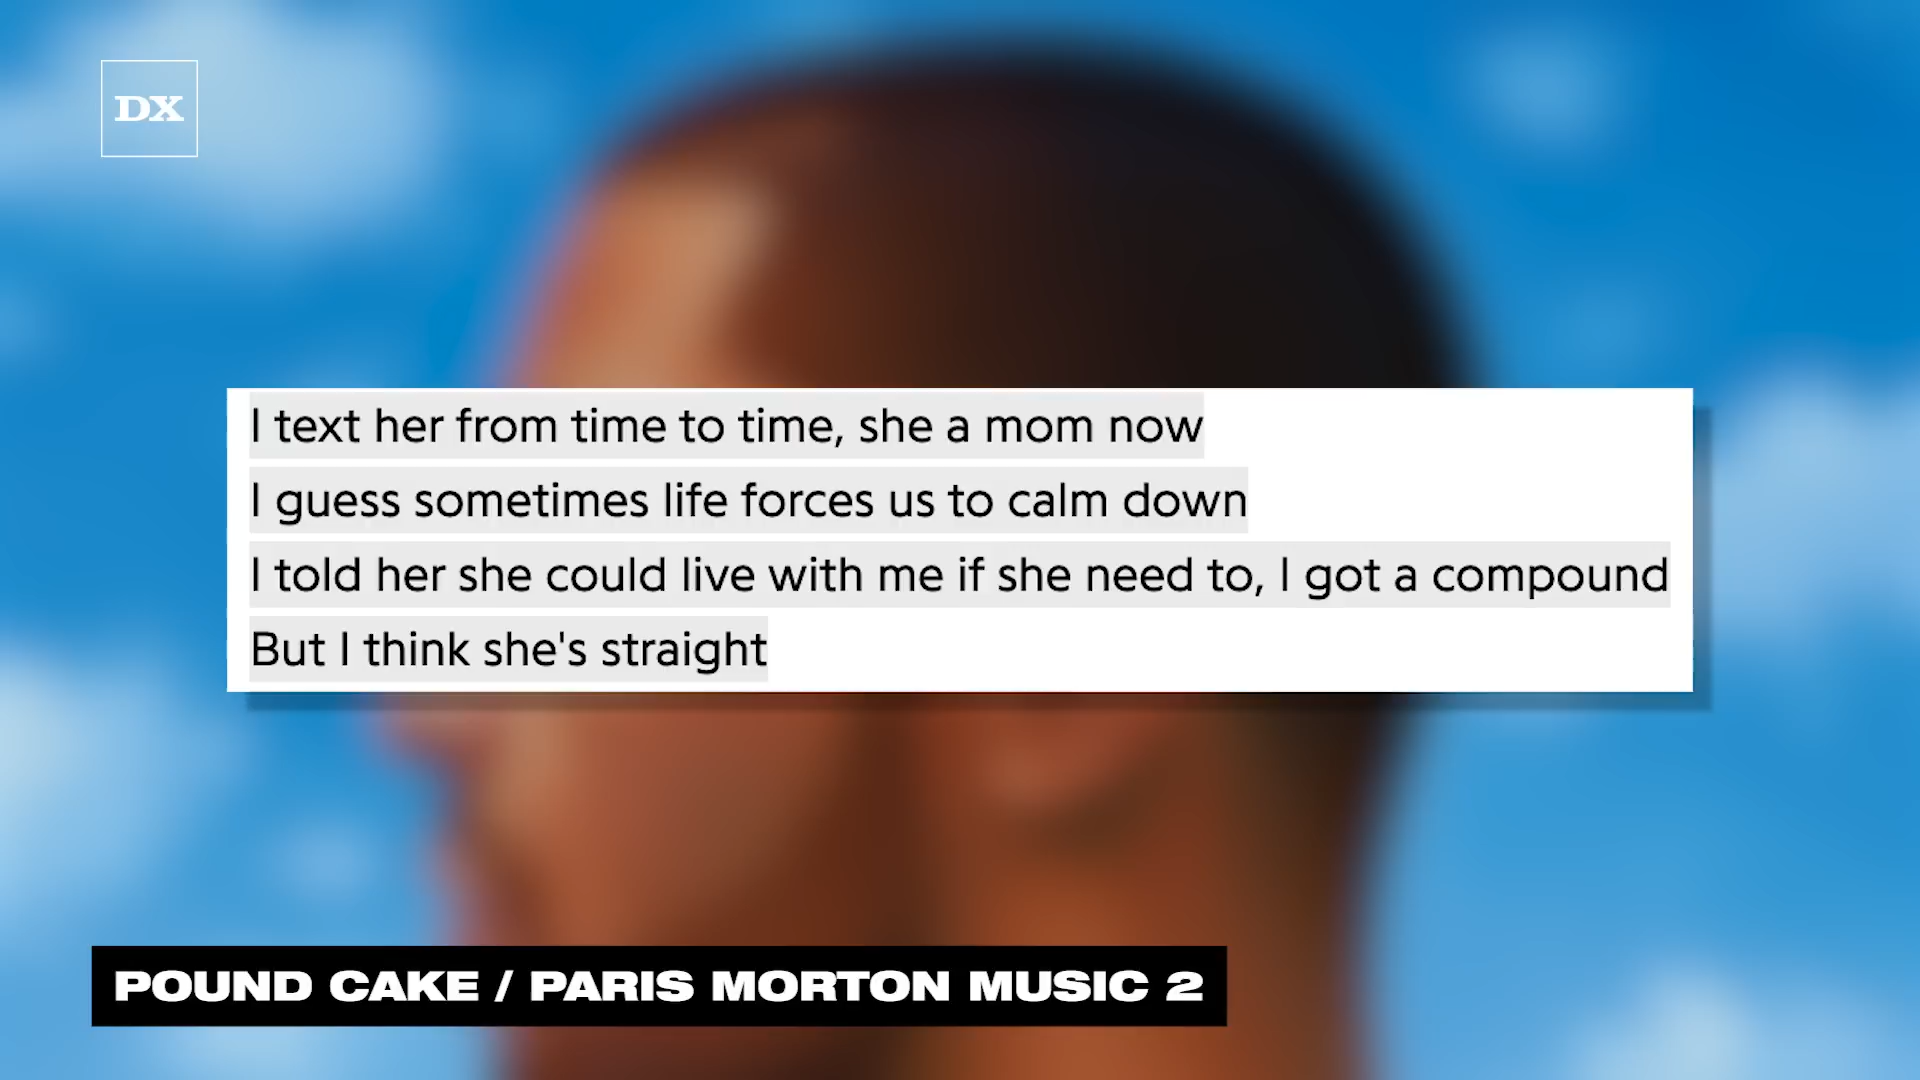 DX
I text her from time to time, she a mom now
I guess sometimes life forces us to calm down
I told her she could live with me if she need to, I got a compound
But I think she's straight
POUND CAKE / PARIS MORTON MUSIC 2